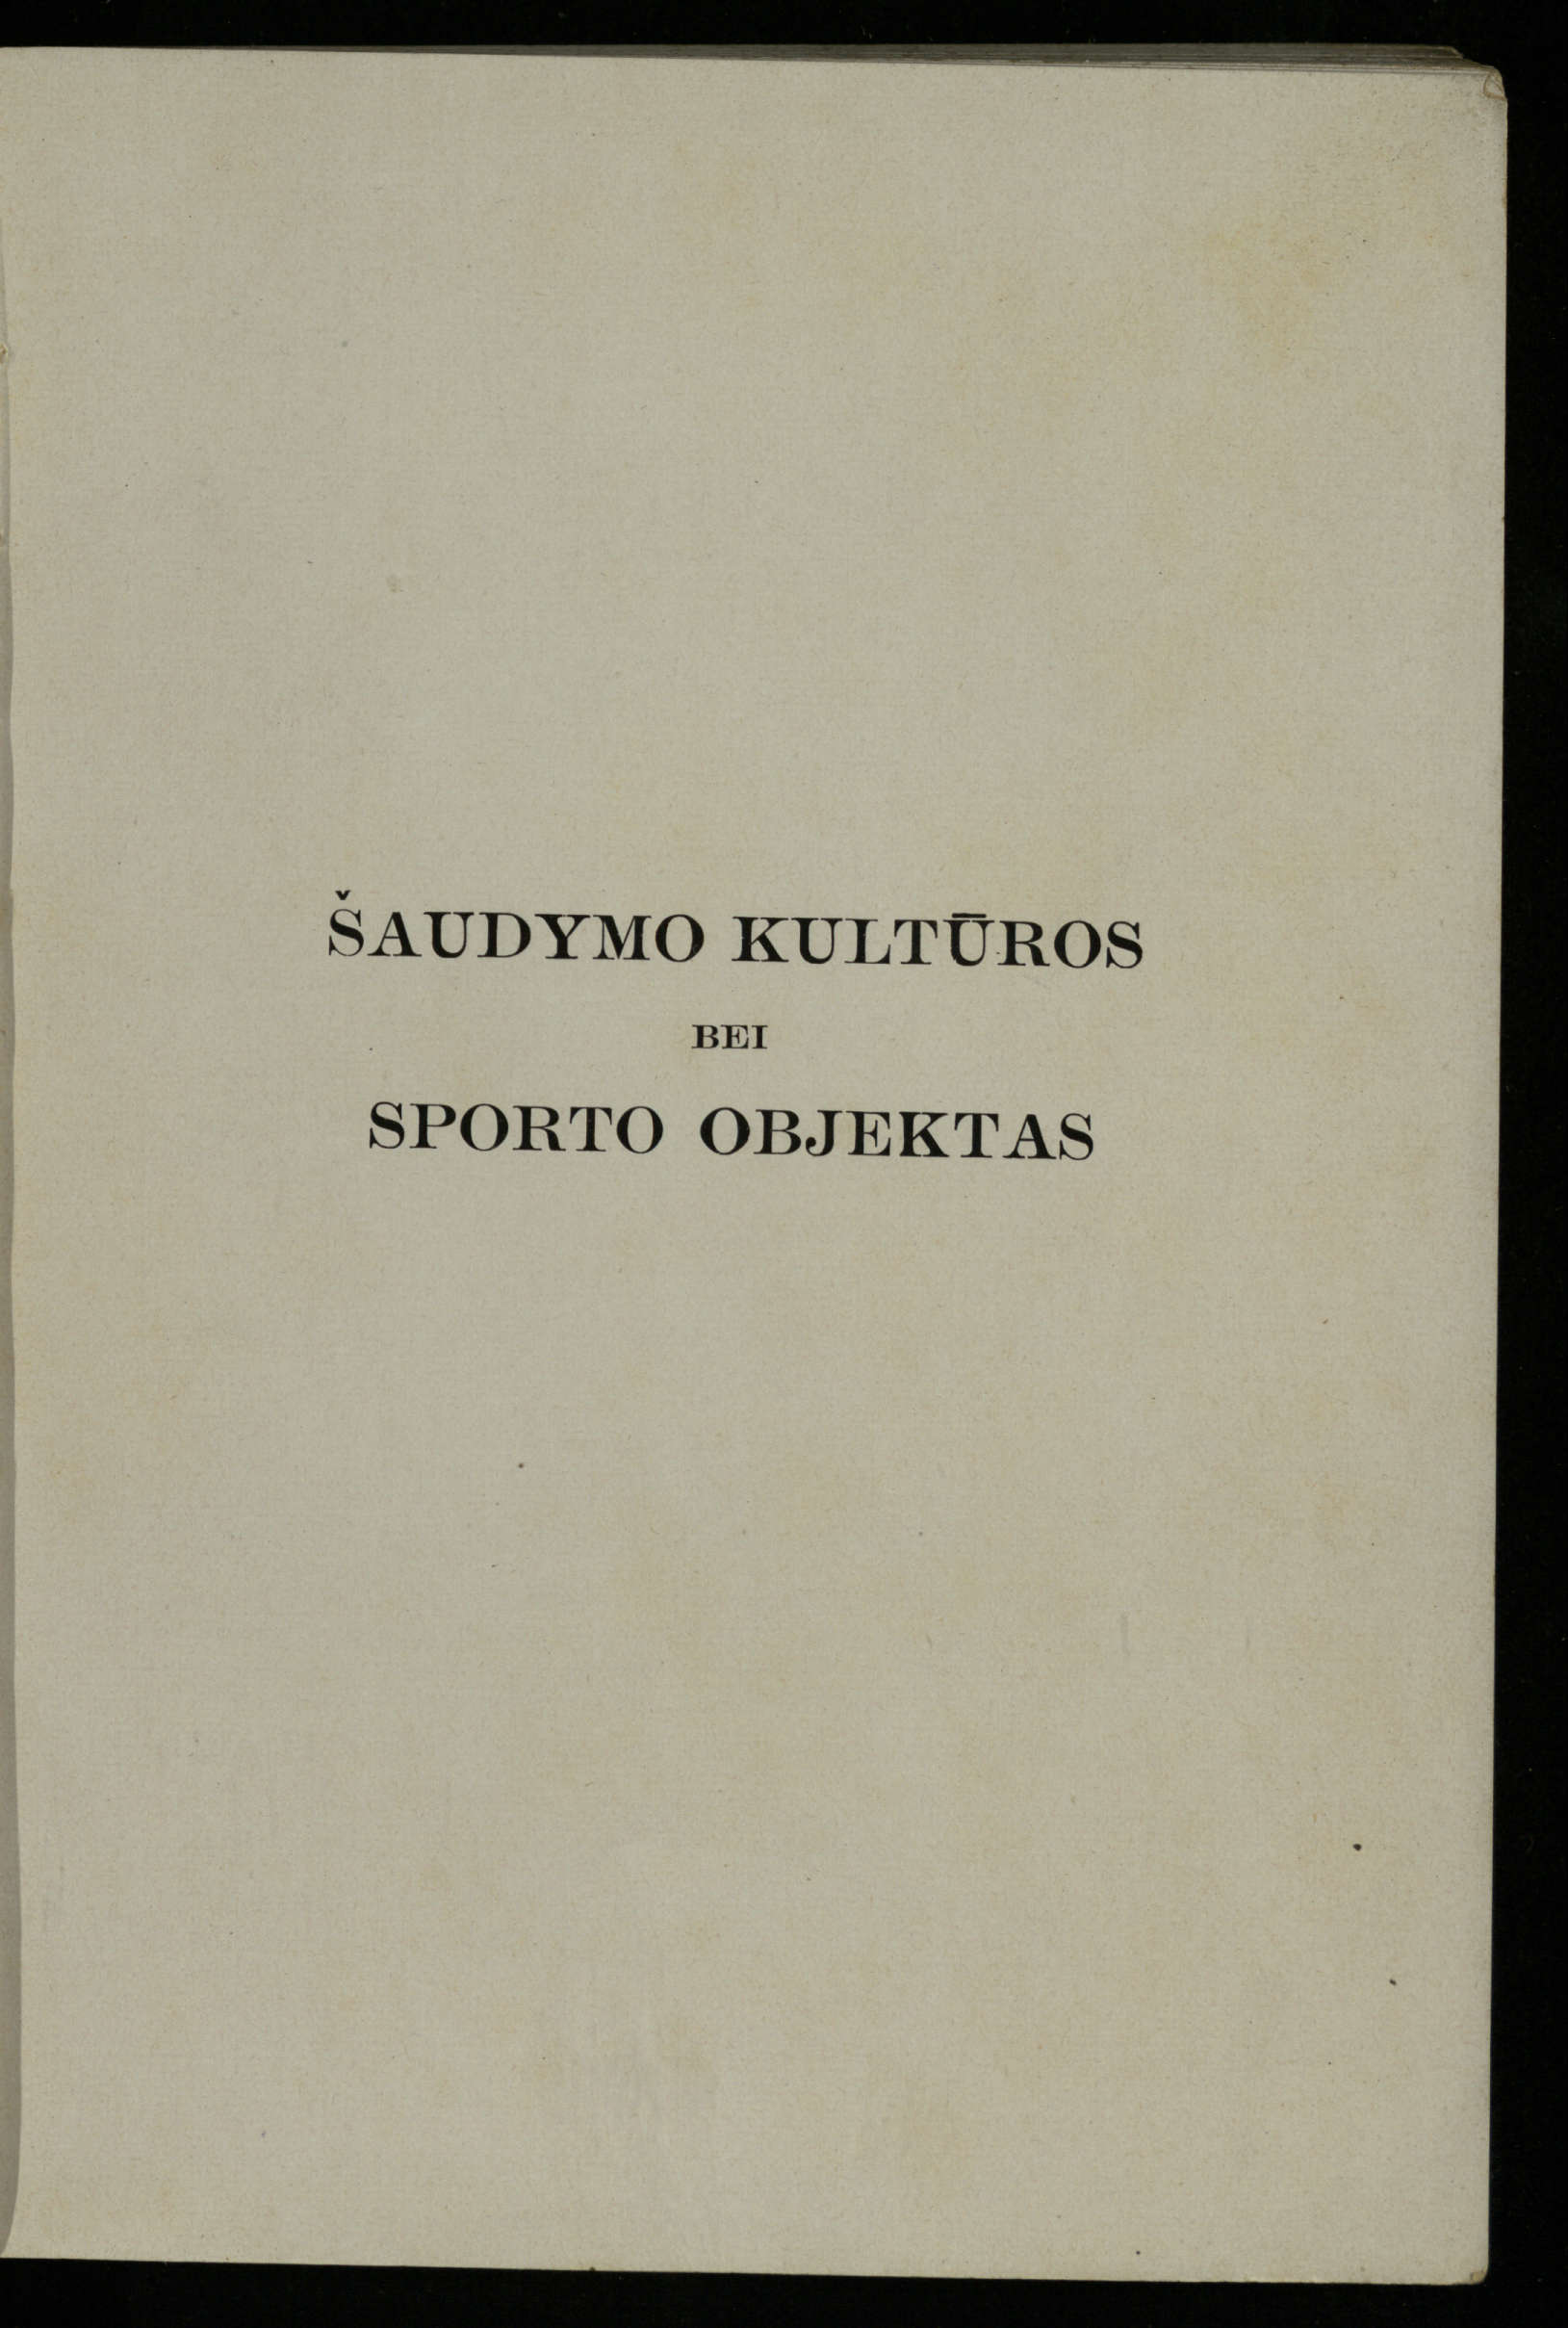 ŠAUDYMO KULTŪROS
BEI
SPORTO OBJEKTAS